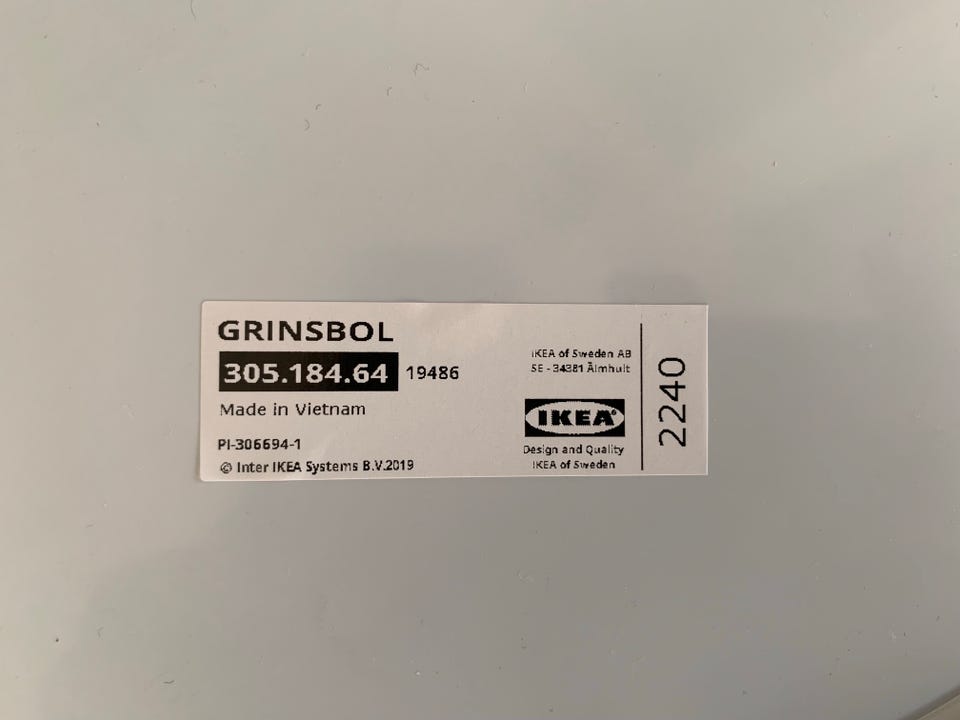 GRINSBOL
305.184.64 19486
Made in Vietnam
PI-306694-1
© Inter IKEA Systems B.V.2019
IKEA of Sweden AB
SE - 34381 Älmhult
IKEA®
Design and Quality
IKEA of Sweden
2240